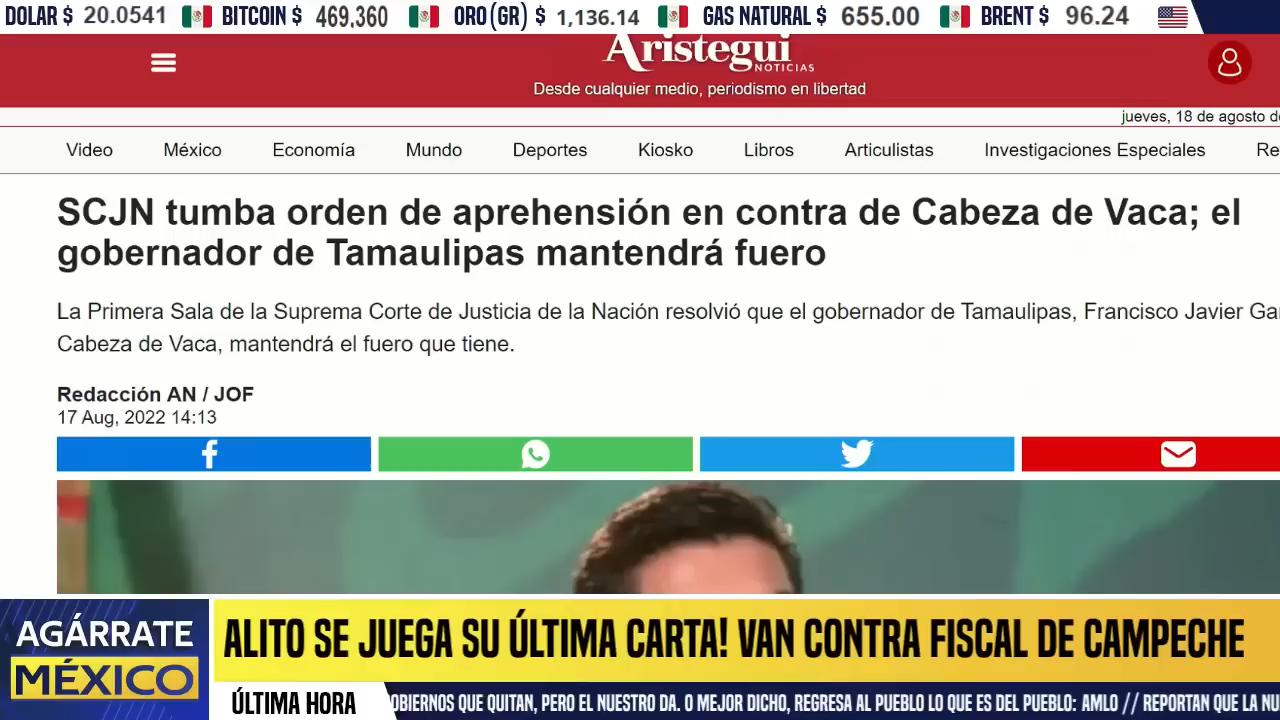 DOLAR $ 20.0541 BITCOIN $ 469,360 ORO(GR) $ 1,136.14 GAS NATURAL $ 655.00 BRENT $ 96.24
Aristegui
NOTICIAS
Desde cualquier medio, periodismo en libertad
jueves, 18 de agosto de
Video México Economía Mundo Deportes Kiosko Libros Articulistas Investigaciones Especiales Re
SCJN tumba orden de aprehensión en contra de Cabeza de Vaca; el
gobernador de Tamaulipas mantendrá fuero
La Primera Sala de la Suprema Corte de Justicia de la Nación resolvió que el gobernador de Tamaulipas, Francisco Javier Gar
Cabeza de Vaca, mantendrá el fuero que tiene.
Redacción AN / JOF
17 Aug, 2022 14:13
AGÁRRATE
MÉXICO
ALITO SE JUEGA SU ÚLTIMA CARTA! VAN CONTRA FISCAL DE CAMPECHE
ÚLTIMA HORA OBIERNOS QUE QUITAN, PERO EL NUESTRO DA. O MEJOR DICHO, REGRESA AL PUEBLO LO QUE ES DEL PUEBLO: AMLO // REPORTAN QUE LA NU